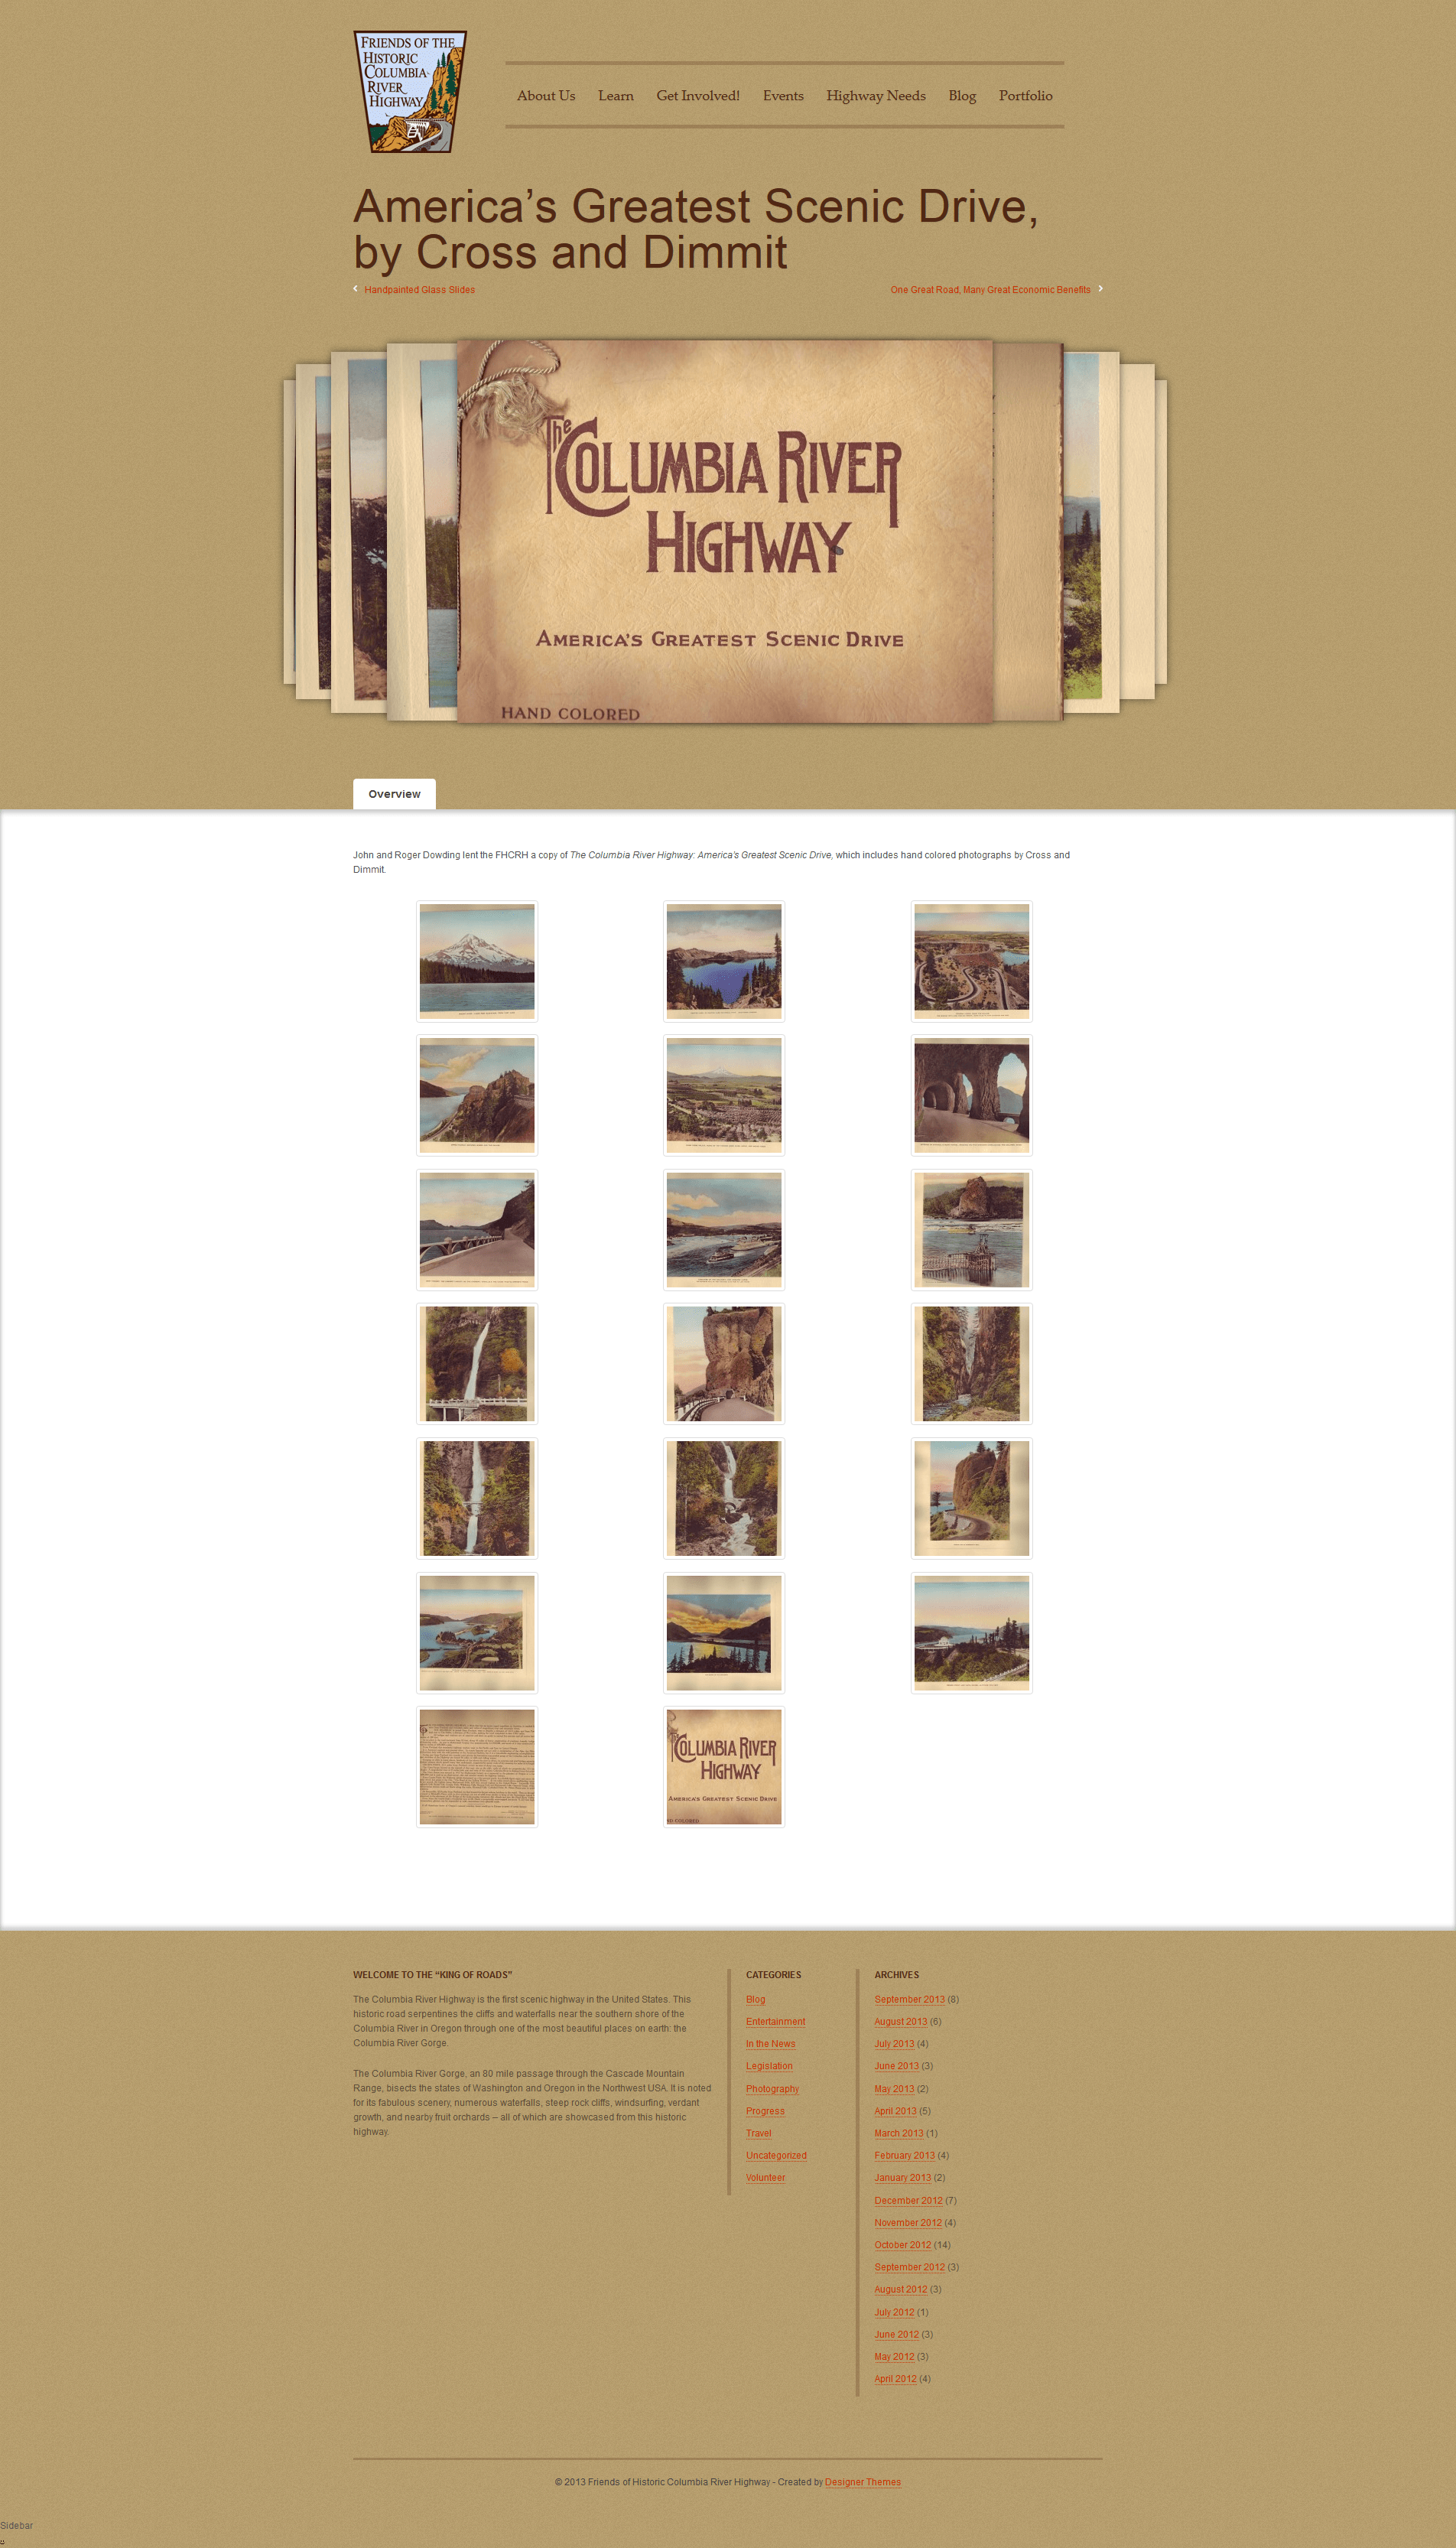 FRIENDS OF THE
HISTORIC
COLUMBIA
RIVER
HIGHWAY
About Us Learn Get Involved! Events Highway Needs Blog Portfolio
America’s Greatest Scenic Drive,
by Cross and Dimmit
Handpainted Glass Slides
One Great Road, Many Great Economic Benefits
The COLUMBIA RIVER
HIGHWAY
AMERICA'S GREATEST SCENIC DRIVE
HAND COLORED
Overview
John and Roger Dowding lent the FHCRH a copy of The Columbia River Highway: America's Greatest Scenic Drive, which includes hand colored photographs by Cross and
Dimmit.
The COLUMBIA RIVER
HIGHWAY
AMERICA'S GREATEST SCENIC DRIVE
ND COLORED
WELCOME TO THE “KING OF ROADS”
The Columbia River Highway is the first scenic highway in the United States. This
historic road serpentines the cliffs and waterfalls near the southern shore of the
Columbia River in Oregon through one of the most beautiful places on earth: the
Columbia River Gorge.
The Columbia River Gorge, an 80 mile passage through the Cascade Mountain
Range, bisects the states of Washington and Oregon in the Northwest USA. It is noted
for its fabulous scenery, numerous waterfalls, steep rock cliffs, windsurfing, verdant
growth, and nearby fruit orchards – all of which are showcased from this historic
highway.
CATEGORIES
Blog
Entertainment
In the News
Legislation
Photography
Progress
Travel
Uncategorized
Volunteer
ARCHIVES
September 2013 (8)
August 2013 (6)
July 2013 (4)
June 2013 (3)
May 2013 (2)
April 2013 (5)
March 2013 (1)
February 2013 (4)
January 2013 (2)
December 2012 (7)
November 2012 (4)
October 2012 (14)
September 2012 (3)
August 2012 (3)
July 2012 (1)
June 2012 (3)
May 2012 (3)
April 2012 (4)
© 2013 Friends of Historic Columbia River Highway - Created by Designer Themes
Sidebar